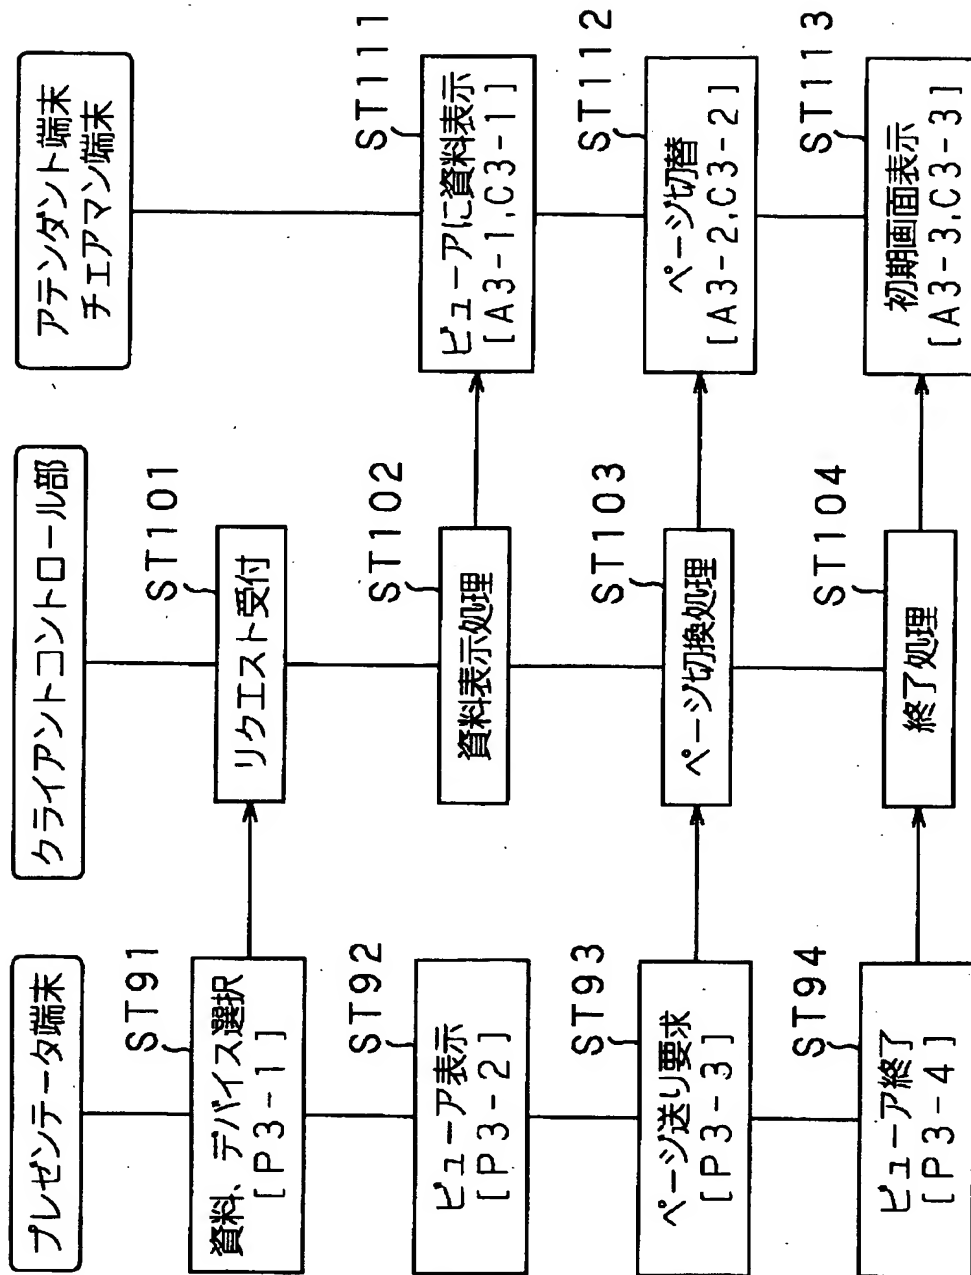 プレゼンテータ端末
ST91
資料、デバイス選択
[P3-1]
ST92
ビューア表示
[P3-2]
ST93
ページ送り要求
[P3-3]
ST94
ビューア終了
[P3-4]
クライアントコントロール部
ST101
リクエスト受付
ST102
資料表示処理
ST103
ページ切換処理
ST104
終了処理
アテンダント端末
チェアマン端末
ST111
ビューアに資料表示
[A3-1,C3-1]
ST112
ページ切替
[A3-2,C3-2]
ST113
初期画面表示
[A3-3,C3-3]